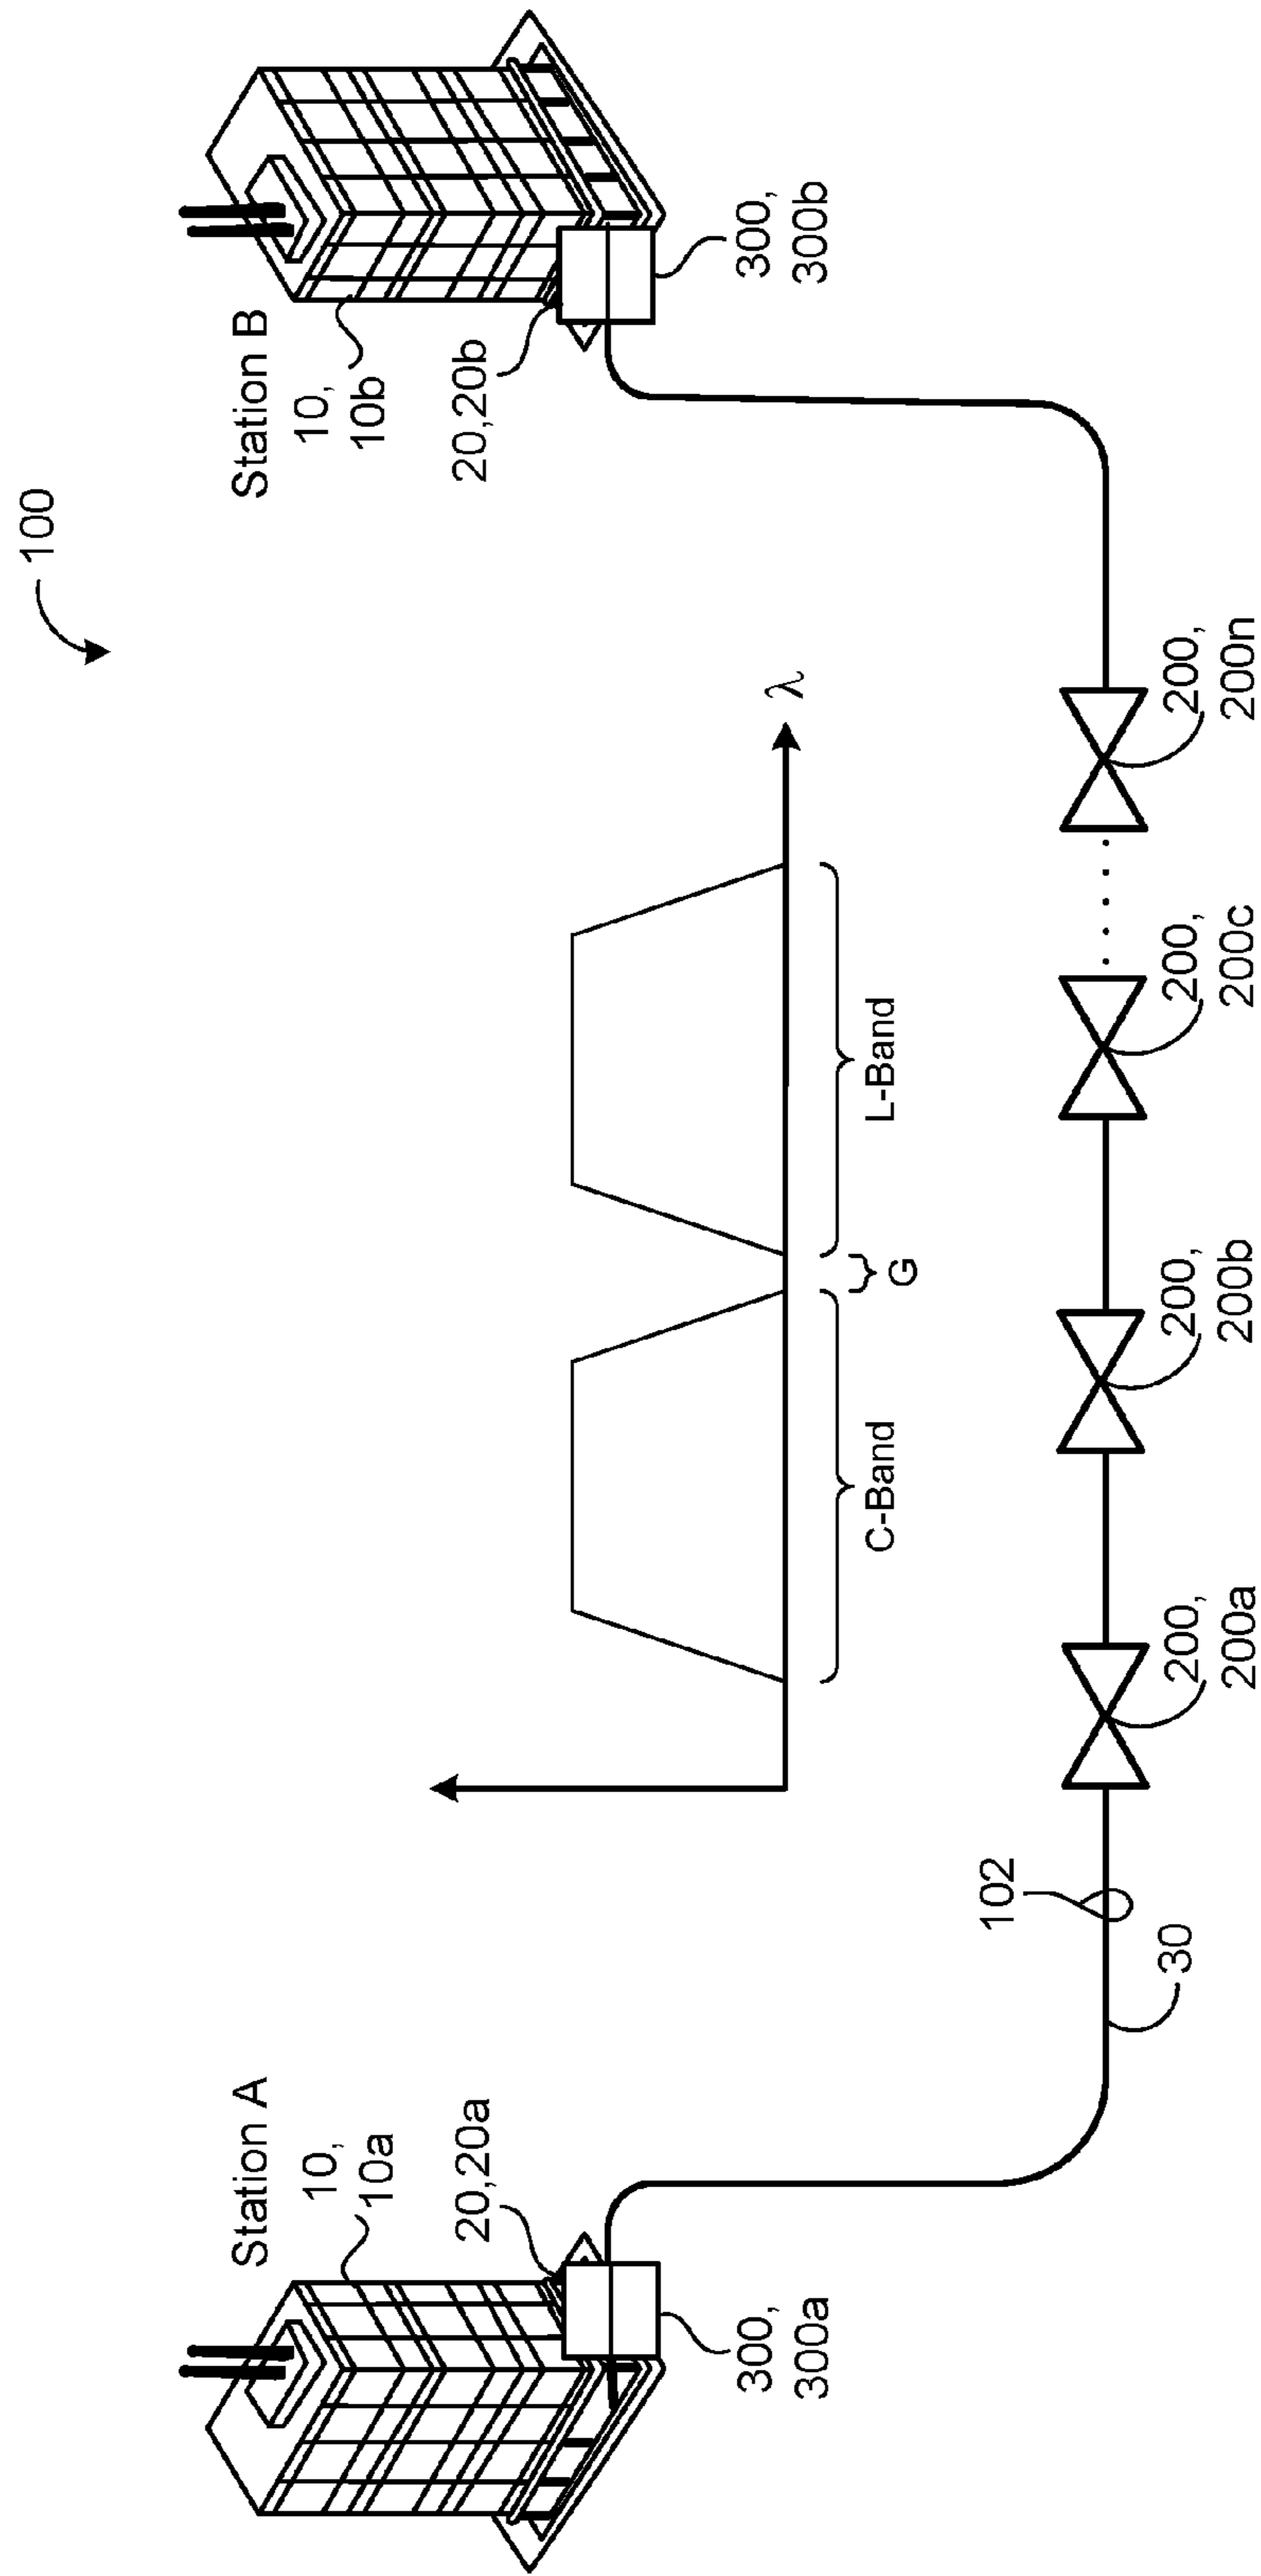 100
Station A
10,
10a
20,20a
300,
300a
Station B
10,
10b
20,20b
300,
300b
λ
C-Band
G
L-Band
102
30
200,
200a
200,
200b
200,
200c
200,
200n